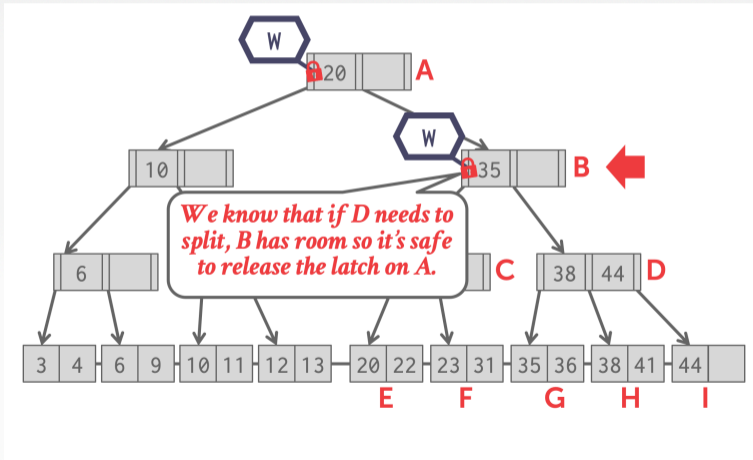 W
20 A
W
10
35 B
We know that if D needs to
split, B has room so it's safe
to release the latch on A.
6
C
38 44 D
3 4 6 9 10 11 12 13 20 22 23 31 35 36 38 41 44
E F G H I